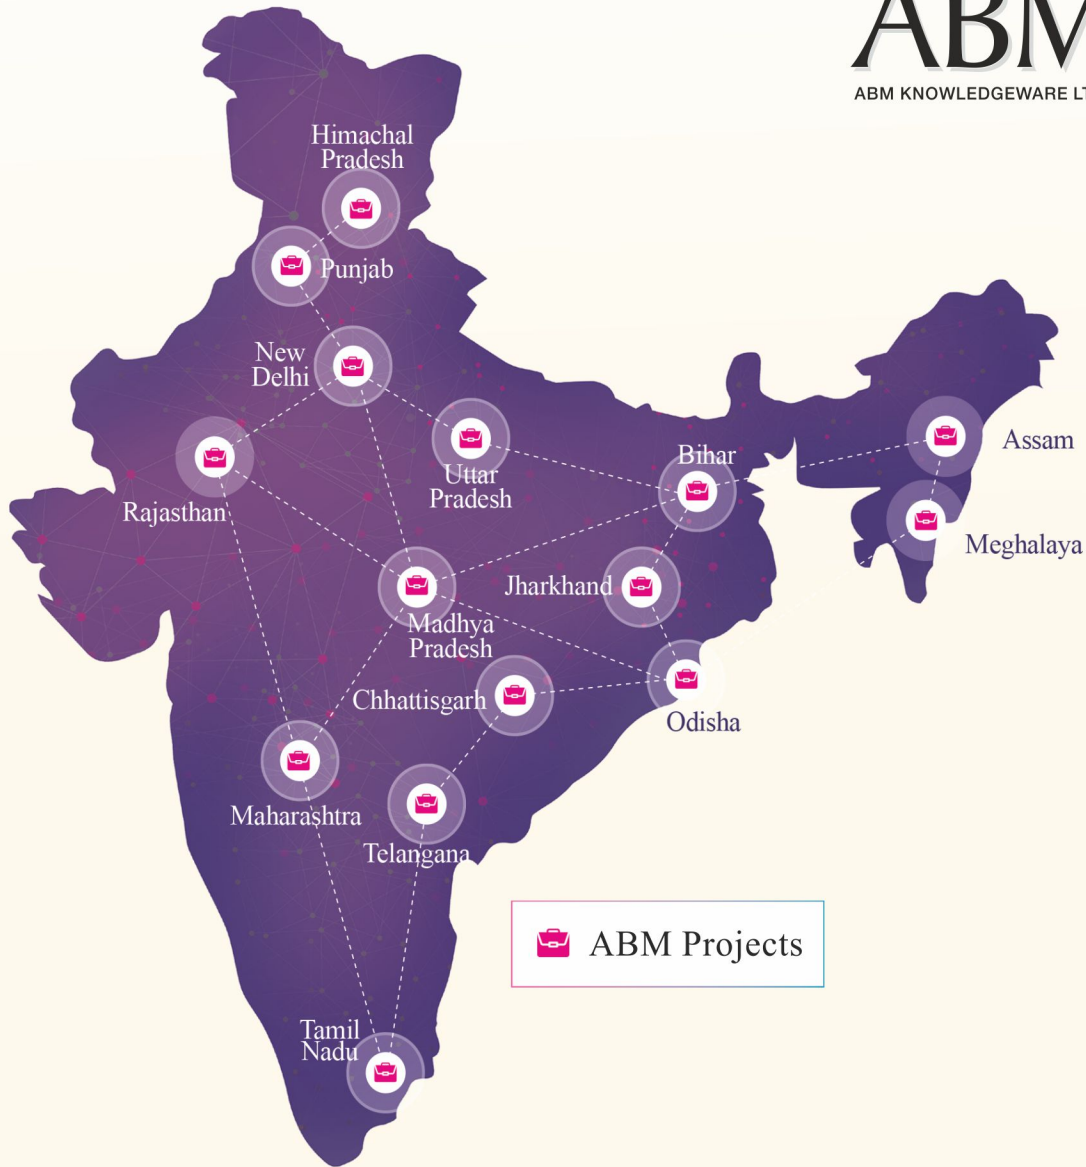 ABM
ABM KNOWLEDGEWARE LT
Himachal
Pradesh
Punjab
New
Delhi
Uttar
Pradesh
Bihar
Assam
Rajasthan
Meghalaya
Jharkhand
Madhya
Pradesh
Chhattisgarh
Odisha
Maharashtra
Telangana
ABM Projects
Tamil
Nadu